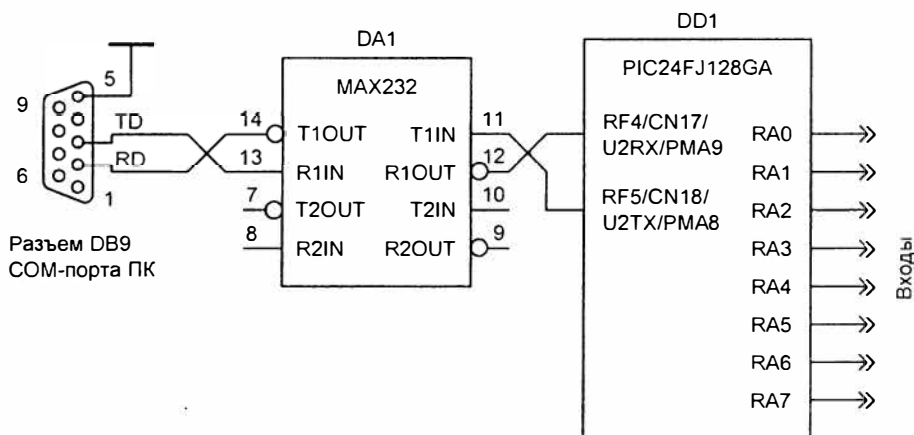 DA1
DD1
MAX232
PIC24FJ128GA
5
9
TD
RD
6
1
14
T1OUT
T1IN
11
13
R1IN
R1OUT
12
7
T2OUT
T2IN
10
8
R2IN
R2OUT
9
RF4/CN17/
U2RX/PMA9
RF5/CN18/
U2TX/PMA8
RA0
RA1
RA2
RA3
RA4
RA5
RA6
RA7
Входы
Разъем DB9
COM-порта ПК